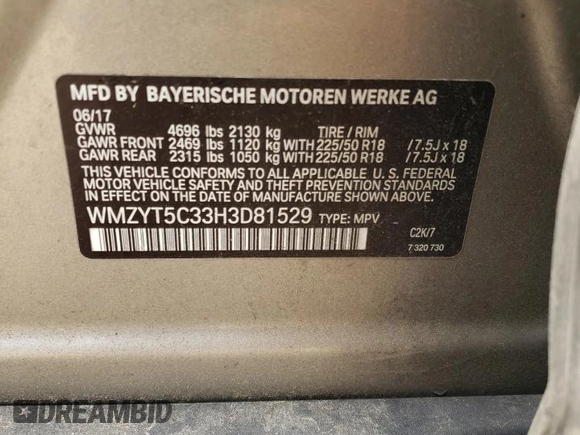 MFD BY BAYERISCHE MOTOREN WERKE AG
06/17
GVWR 4696 lbs 2130 kg TIRE / RIM
GAWR FRONT 2469 lbs 1120 kg WITH 225/50 R18 /7.5J x 18
GAWR REAR 2315 lbs 1050 kg WITH 225/50 R18 /7.5J x 18
THIS VEHICLE CONFORMS TO ALL APPLICABLE U. S. FEDERAL
MOTOR VEHICLE SAFETY, BUMPER, AND THEFT PREVENTION
STANDARDS IN EFFECT ON THE DATE OF MANUFACTURE SHOWN ABOVE.
WMZYT5C33H3D81529 TYPE: MPV
C2K/7
7 320 730
DREAMBID